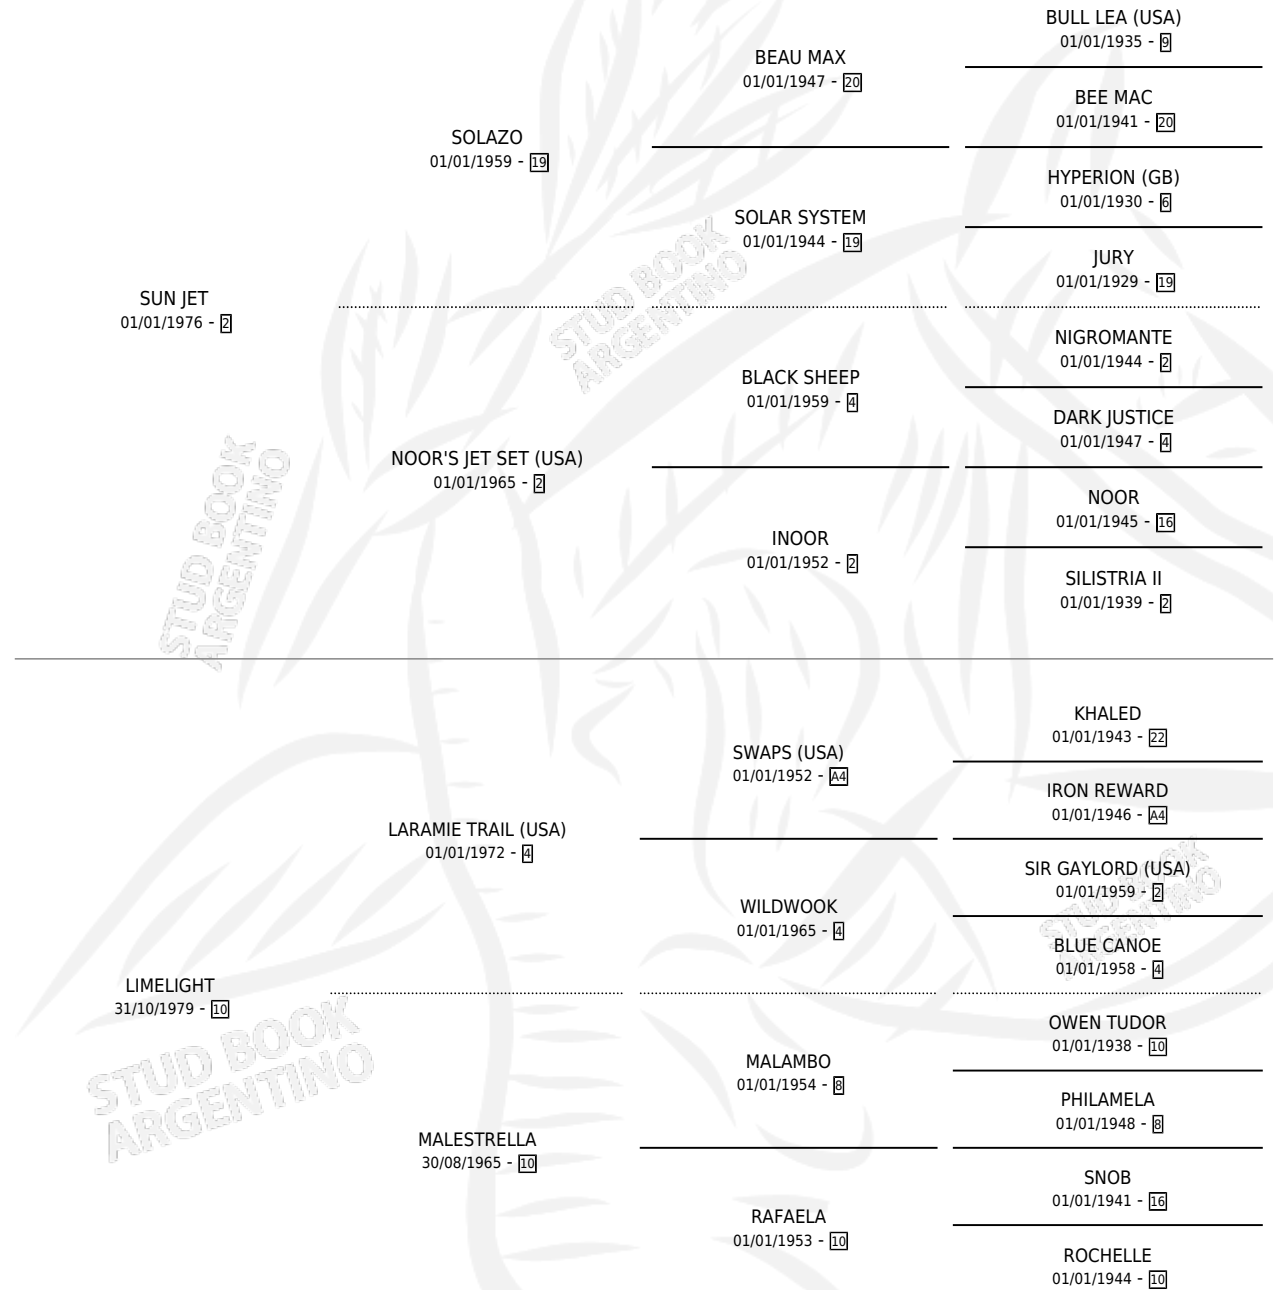 BULL LEA (USA)
01/01/1935 - 9
BEAU MAX
01/01/1947 - 20
BEE MAC
01/01/1941 - 20
SOLAZO
01/01/1959 - 19
HYPERION (GB)
01/01/1930 - 6
SOLAR SYSTEM
01/01/1944 - 19
JURY
01/01/1929 - 19
SUN JET
01/01/1976 - 2
NIGROMANTE
01/01/1944 - 2
BLACK SHEEP
01/01/1959 - 4
DARK JUSTICE
01/01/1947 - 4
NOOR'S JET SET (USA)
01/01/1965 - 2
NOOR
01/01/1945 - 16
INOOR
01/01/1952 - 2
SILISTRIA II
01/01/1939 - 2
KHALED
01/01/1943 - 22
SWAPS (USA)
01/01/1952 - A4
IRON REWARD
01/01/1946 - A4
LARAMIE TRAIL (USA)
01/01/1972 - 4
SIR GAYLORD (USA)
01/01/1959 - 2
WILDWOOK
01/01/1965 - 4
BLUE CANOE
01/01/1958 - 4
LIMELIGHT
31/10/1979 - 10
OWEN TUDOR
01/01/1938 - 10
MALAMBO
01/01/1954 - 8
PHILAMELA
01/01/1948 - 8
MALESTRELLA
30/08/1965 - 10
SNOB
01/01/1941 - 16
RAFAELA
01/01/1953 - 10
ROCHELLE
01/01/1944 - 10
STUD BOOK
ARGENTINO
STUD BOOK
ARGENTINO
STUD BOOK
ARGENTINO
STUD BOOK
ARGENTINO